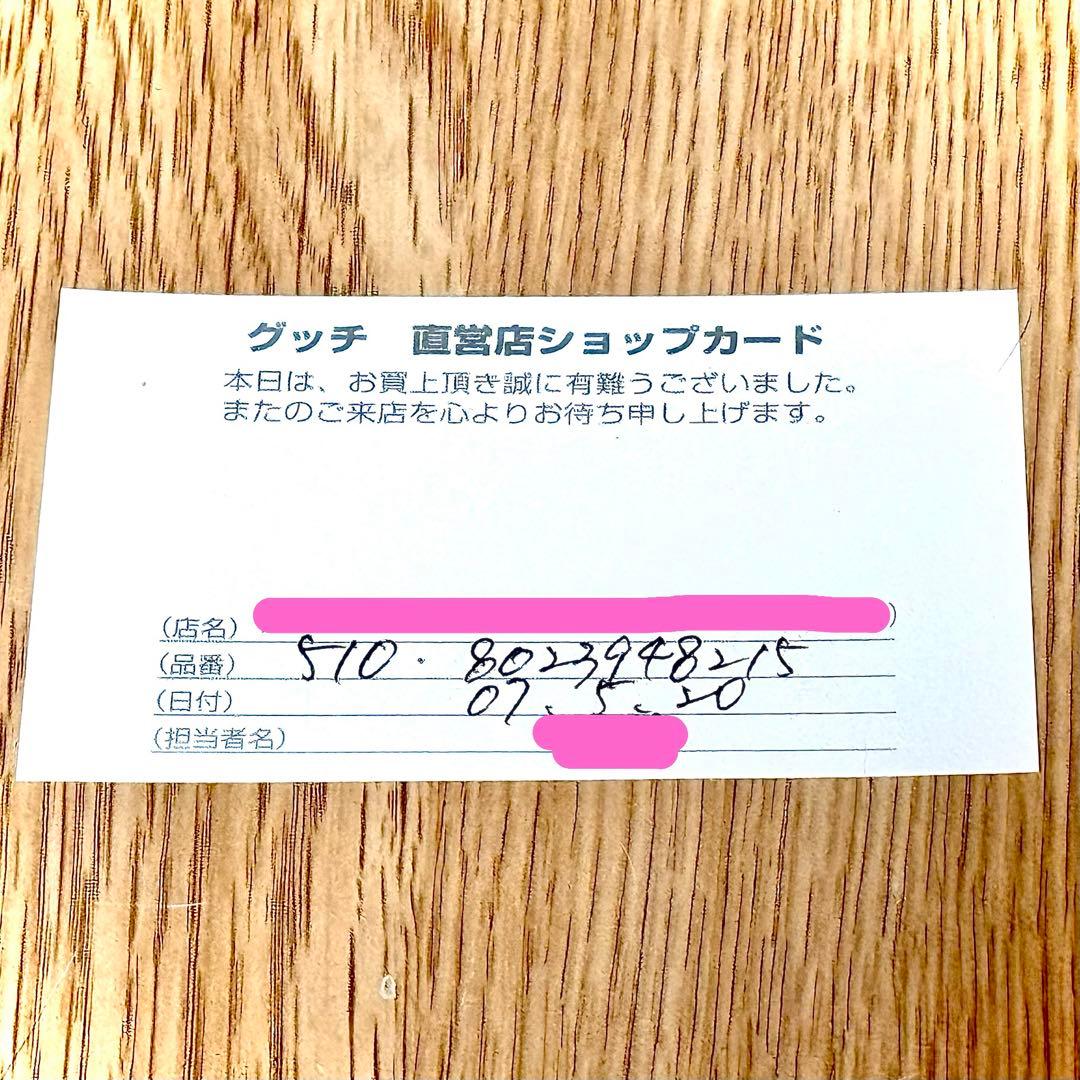 グッチ　直営店ショップカード
本日は、お買上頂き誠に有難うございました。
またのご来店を心よりお待ち申し上げます。
(店名) )
(品番) 510・8023948215
(日付) 07、5、20
(担当者名)